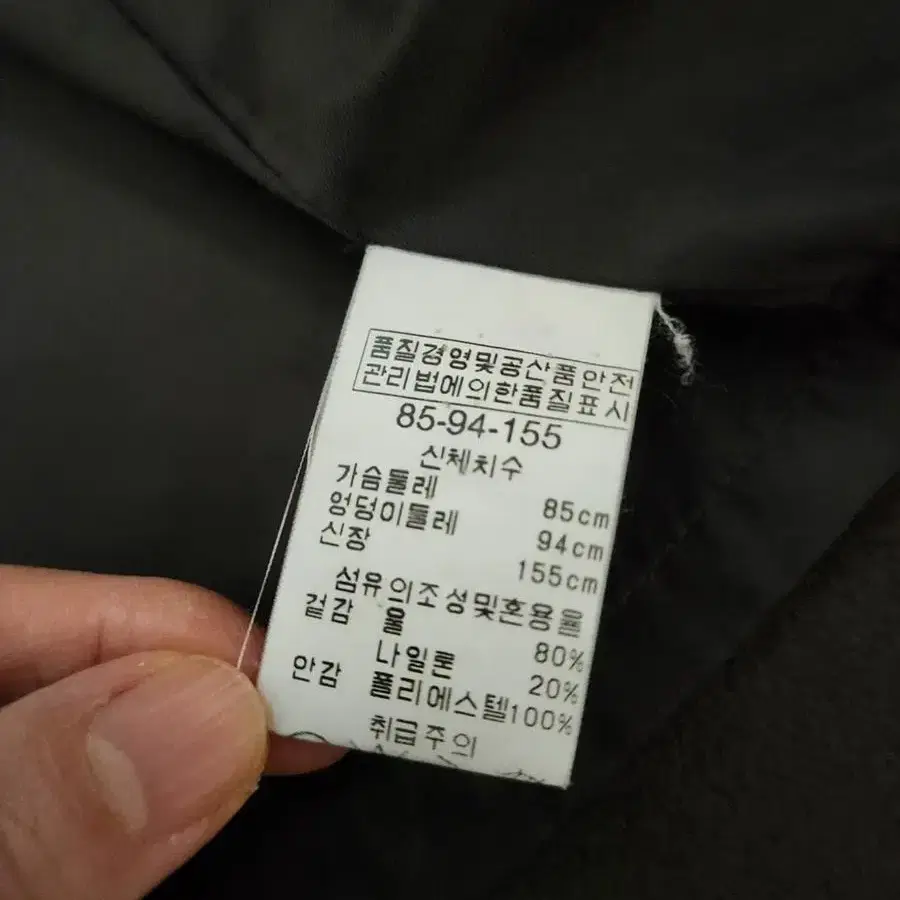 품질경영및공산품안전
관리법에의한품질표시
85-94-155
신체치수
가슴둘레 85cm
엉덩이둘레 94cm
신장 155cm
섬유의조성및혼용율
겉감 울 80%
나일론 20%
안감 폴리에스텔100%
취급주의